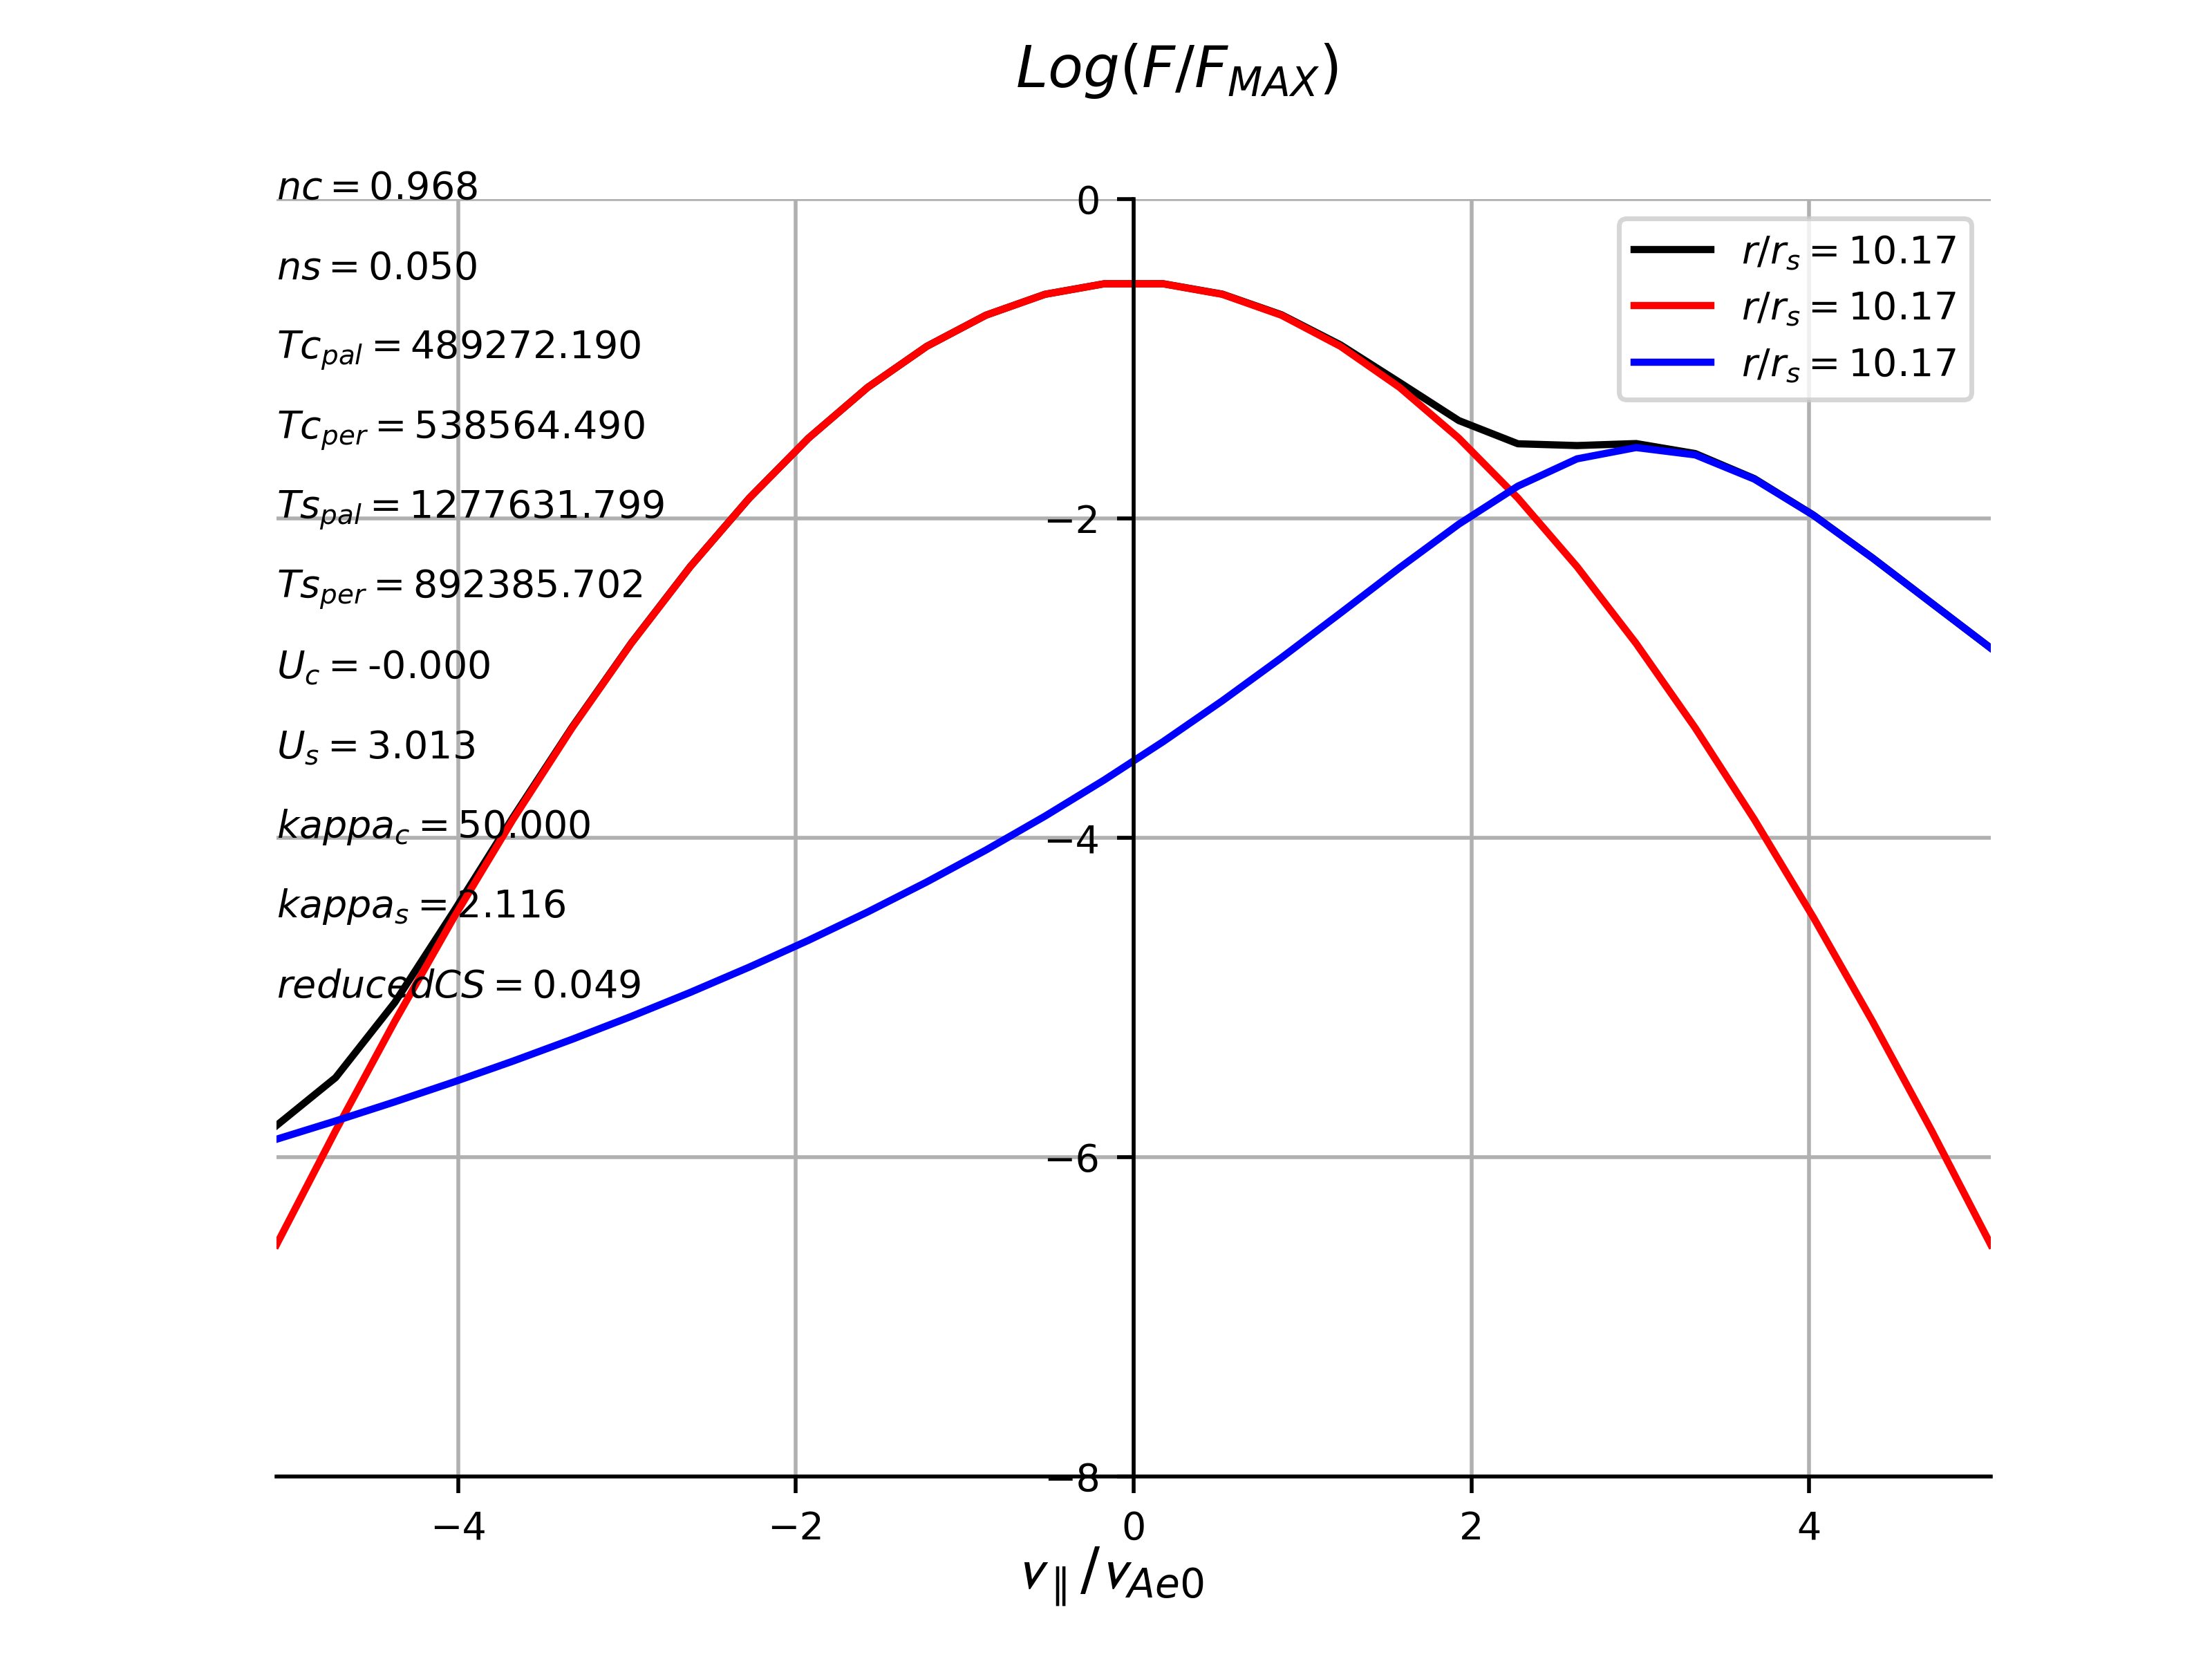 Log(F/F_MAX)
nc = 0.968
ns = 0.050
Tc_pal = 489272.190
Tc_per = 538564.490
Ts_pal = 1277631.799
Ts_per = 892385.702
U_c = -0.000
U_s = 3.013
kappa_c = 50.000
kappa_s = 2.116
reducedCS = 0.049
0
−2
−4
−6
−8
r/r_s = 10.17
r/r_s = 10.17
r/r_s = 10.17
−4 −2 0 2 4
v_∥/v_Ae0